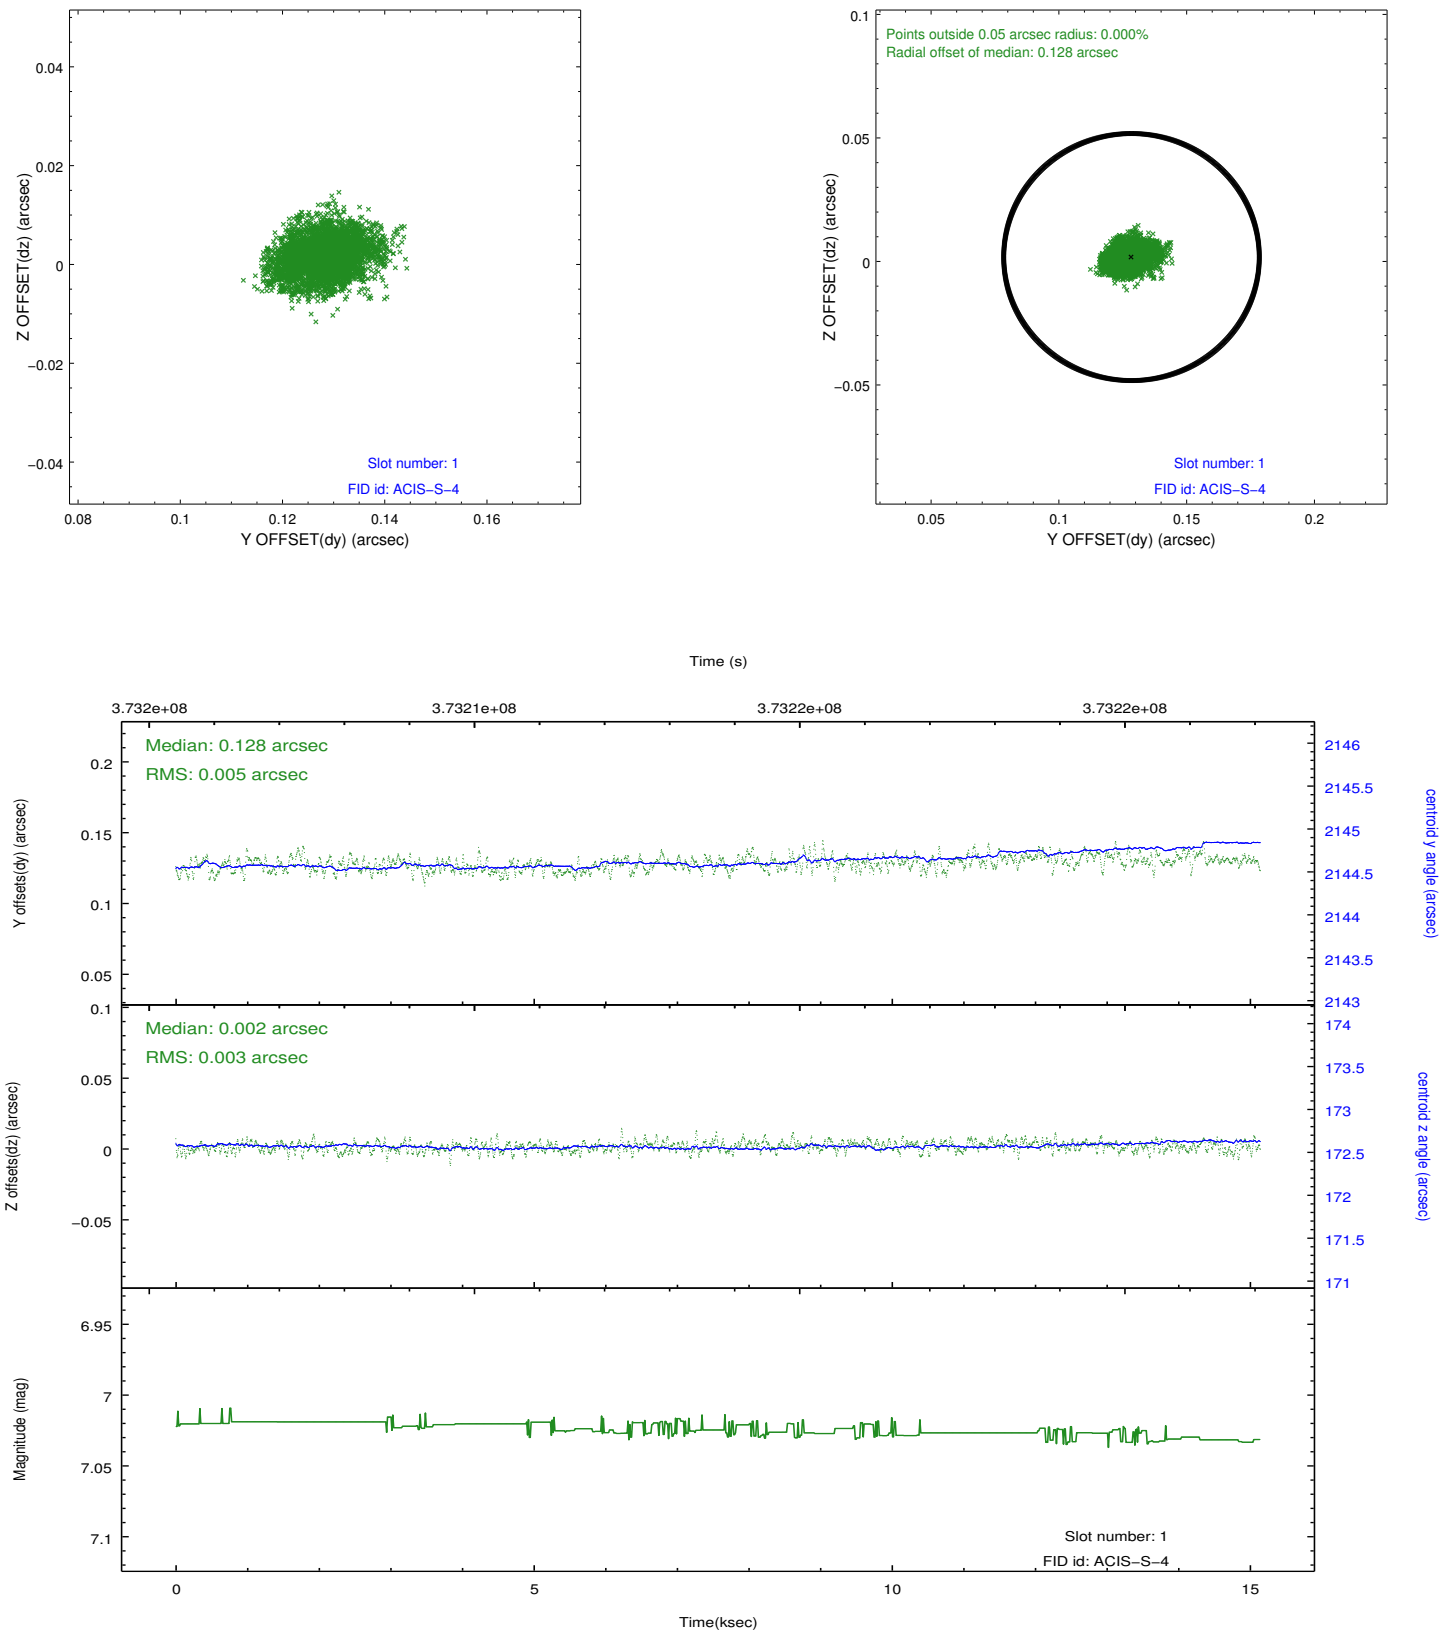 0.04
0.02
0
−0.02
−0.04
Z OFFSET(dz) (arcsec)
Slot number: 1
FID id: ACIS−S−4
0.08
0.1
0.12
0.14
0.16
Y OFFSET(dy) (arcsec)
0.1
0.05
0
−0.05
Z OFFSET(dz) (arcsec)
Points outside 0.05 arcsec radius: 0.000%
Radial offset of median: 0.128 arcsec
Slot number: 1
FID id: ACIS−S−4
0.05
0.1
0.15
0.2
Y OFFSET(dy) (arcsec)
Time (s)
3.732e+08
3.7321e+08
3.7322e+08
3.7322e+08
Median: 0.128 arcsec
RMS: 0.005 arcsec
0.2
0.15
0.1
0.05
Y offsets(dy) (arcsec)
2146
2145.5
2145
2144.5
2144
2143.5
2143
centroid y angle (arcsec)
Median: 0.002 arcsec
RMS: 0.003 arcsec
0.1
0.05
0
−0.05
Z offsets(dz) (arcsec)
174
173.5
173
172.5
172
171.5
171
centroid z angle (arcsec)
6.95
7
7.05
7.1
Magnitude (mag)
Slot number: 1
FID id: ACIS−S−4
0
5
10
15
Time(ksec)